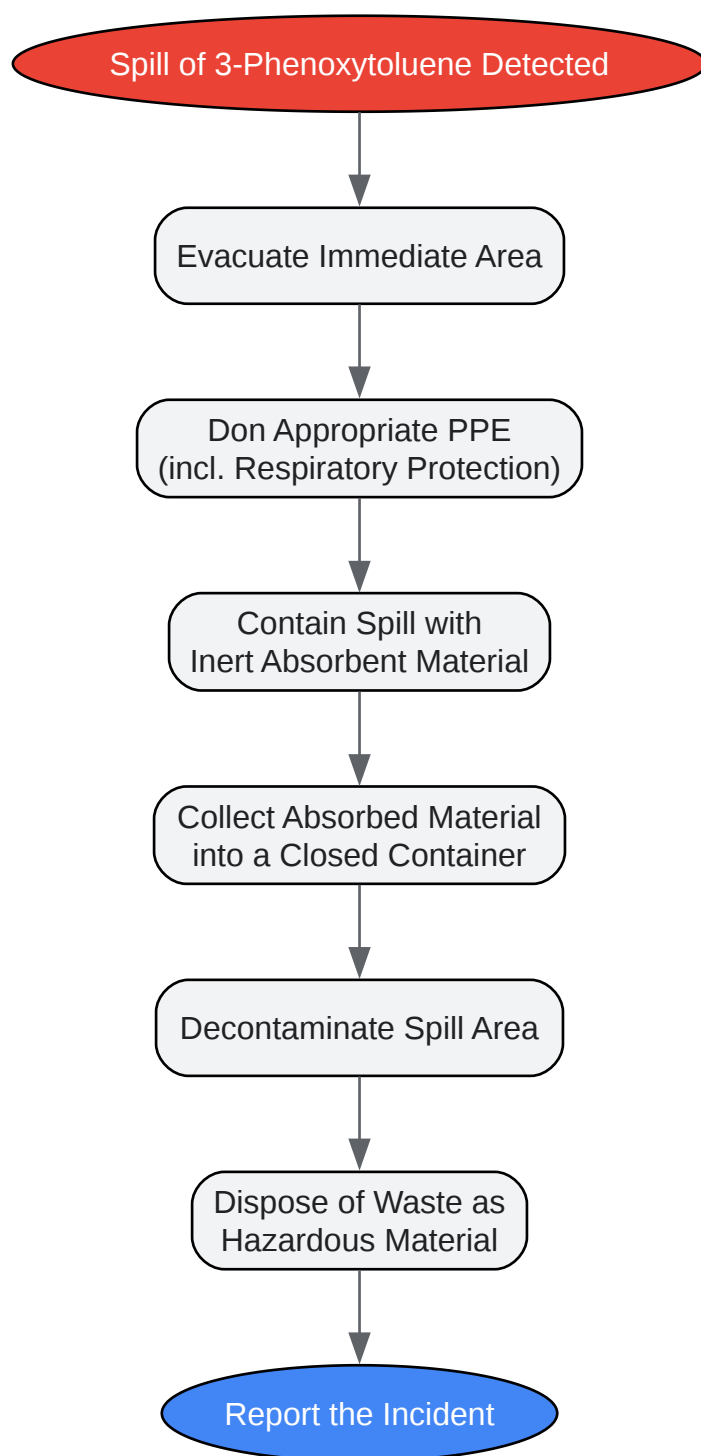 Spill of 3-Phenoxytoluene Detected
Evacuate Immediate Area
Don Appropriate PPE
(incl. Respiratory Protection)
Contain Spill with
Inert Absorbent Material
Collect Absorbed Material
into a Closed Container
Decontaminate Spill Area
Dispose of Waste as
Hazardous Material
Report the Incident